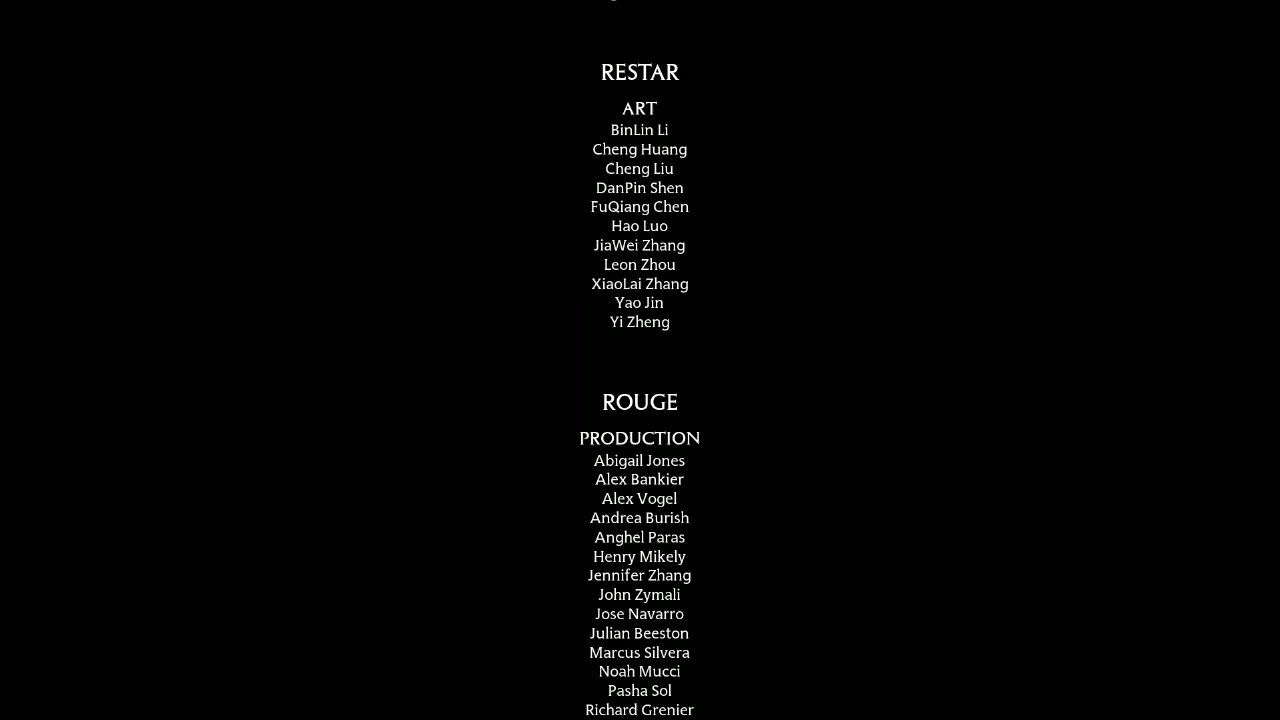 RESTAR
ART
BinLin Li
Cheng Huang
Cheng Liu
DanPin Shen
FuQiang Chen
Hao Luo
JiaWei Zhang
Leon Zhou
XiaoLai Zhang
Yao Jin
Yi Zheng
ROUGE
PRODUCTION
Abigail Jones
Alex Bankier
Alex Vogel
Andrea Burish
Anghel Paras
Henry Mikely
Jennifer Zhang
John Zymali
Jose Navarro
Julian Beeston
Marcus Silvera
Noah Mucci
Pasha Sol
Richard Grenier